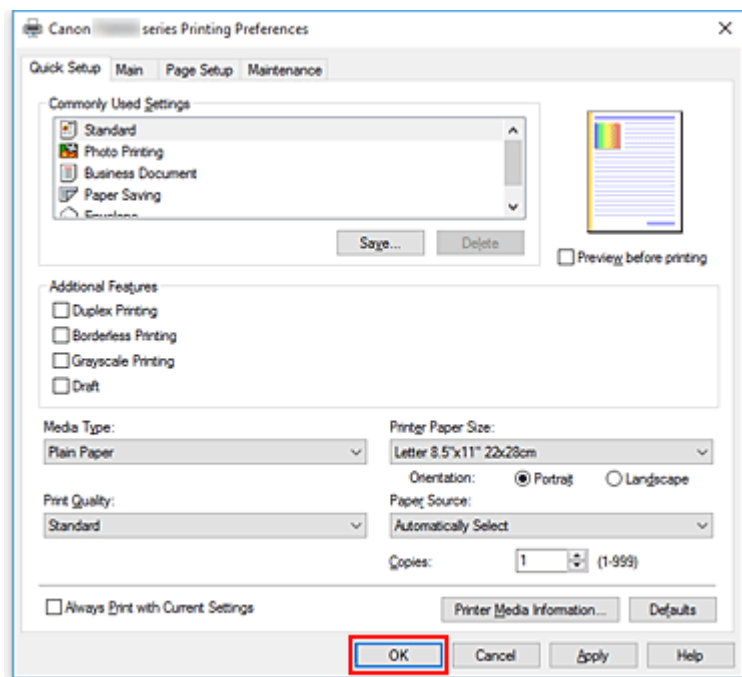 Canon series Printing Preferences
Quick Setup Main Page Setup Maintenance
Commonly Used Settings
Standard
Photo Printing
Business Document
Paper Saving
Envelope
Save... Delete
Preview before printing
Additional Features
Duplex Printing
Borderless Printing
Grayscale Printing
Draft
Media Type: Printer Paper Size:
Plain Paper Letter 8.5"x11" 22x28cm
Orientation: Portrait Landscape
Print Quality: Paper Source:
Standard Automatically Select
Copies: 1 (1-999)
Always Print with Current Settings Printer Media Information... Defaults
OK Cancel Apply Help